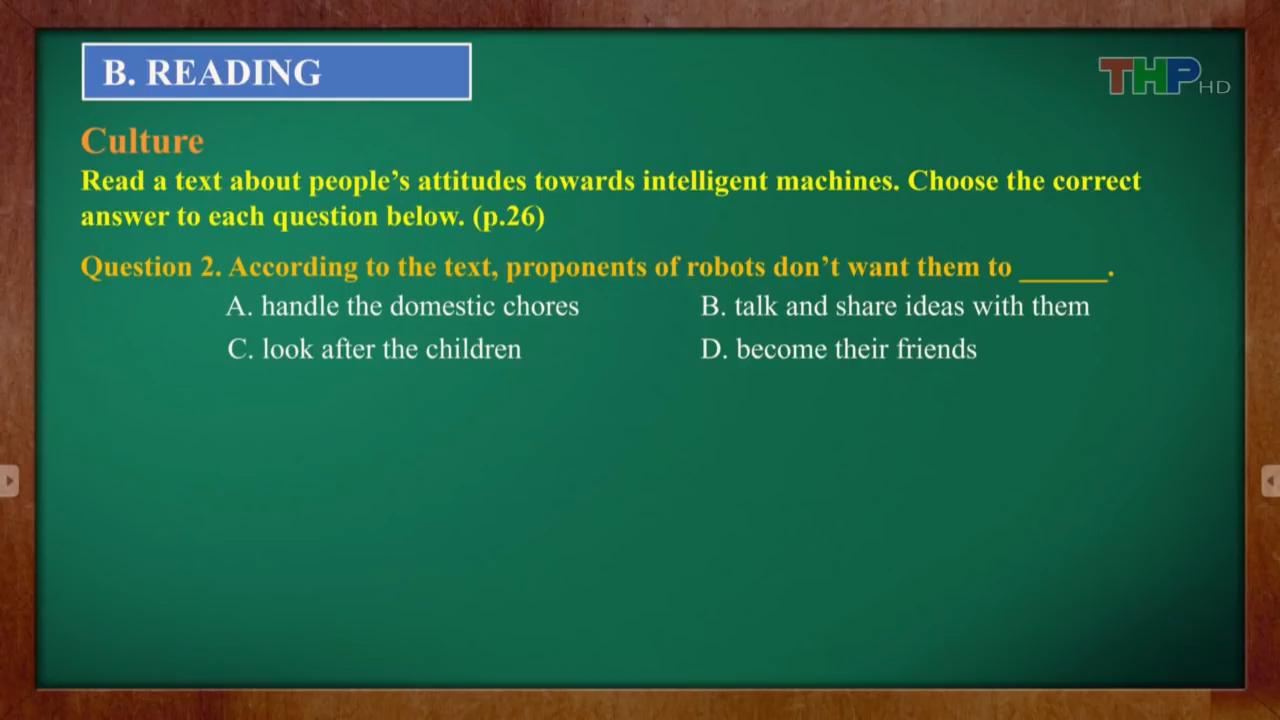 B. READING
THP HD
Culture
Read a text about people’s attitudes towards intelligent machines. Choose the correct
answer to each question below. (p.26)
Question 2. According to the text, proponents of robots don’t want them to ______.
A. handle the domestic chores B. talk and share ideas with them
C. look after the children D. become their friends